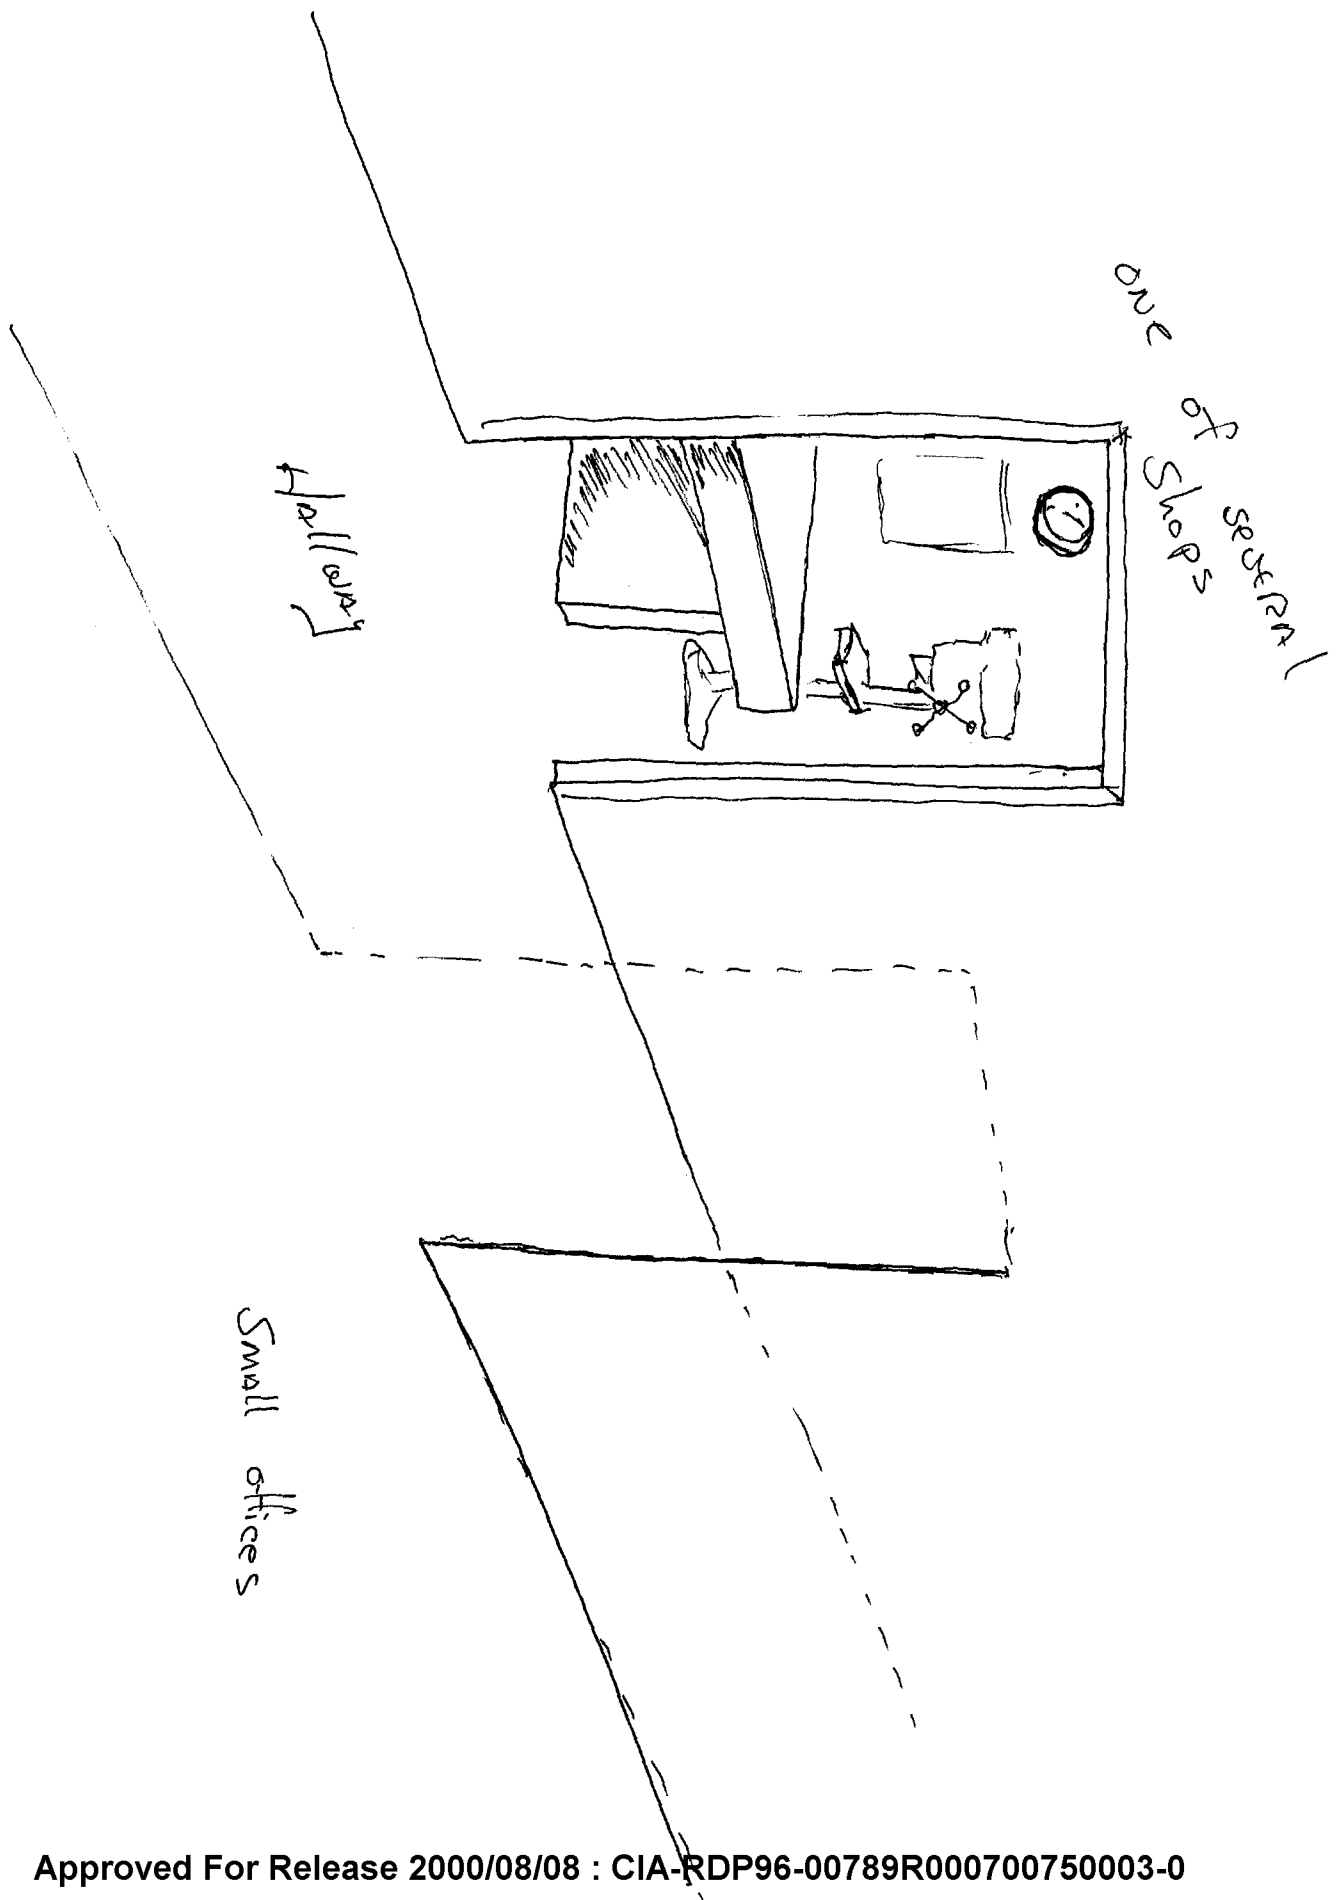 one of several
Shops
Hallway
Small offices
Approved For Release 2000/08/08 : CIA-RDP96-00789R000700750003-0